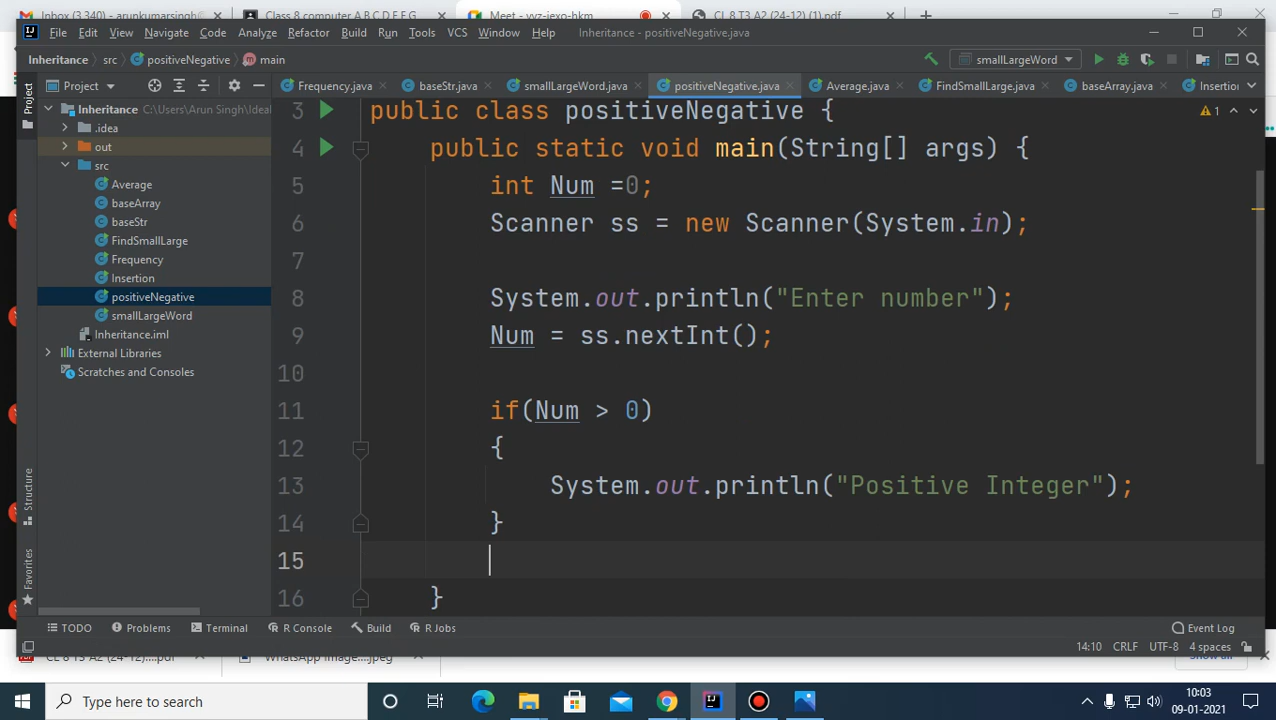 Inbox (3,340) - arunkumarsingh@
Class 8 computer A B C D E F G
Meet - vyz-jexo-hkm
CL 8 T3 A2 (24-12) (1).pdf
File Edit View Navigate Code Analyze Refactor Build Run Tools VCS Window Help Inheritance - positiveNegative.java
Inheritance src positiveNegative main smallLargeWord
Project
Frequency.java baseStr.java smallLargeWord.java positiveNegative.java Average.java FindSmallLarge.java baseArray.java Insertion
Project
Structure
Favorites
Inheritance C:\Users\Arun Singh\Ideal
.idea
out
src
Average
baseArray
baseStr
FindSmallLarge
Frequency
Insertion
positiveNegative
smallLargeWord
Inheritance.iml
External Libraries
Scratches and Consoles
1
3 public class positiveNegative {
4 public static void main(String[] args) {
5 int Num =0;
6 Scanner ss = new Scanner(System.in);
7
8 System.out.println("Enter number");
9 Num = ss.nextInt();
10
11 if(Num > 0)
12 {
13 System.out.println("Positive Integer");
14 }
15
16 }
TODO Problems Terminal R Console Build R Jobs Event Log
14:10 CRLF UTF-8 4 spaces
CL 8 T3 A2 (24-12)....pdf WhatsApp Image....jpeg Show all
Type here to search
10:03
09-01-2021